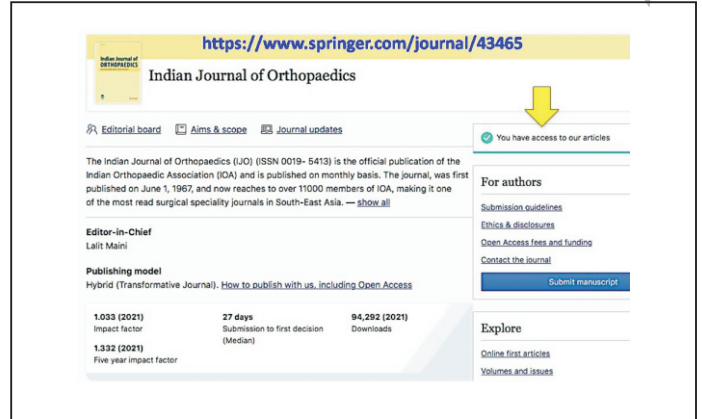 https://www.springer.com/journal/43465
Indian Journal of
ORTHOPAEDICS
Indian Journal of Orthopaedics
Editorial board Aims & scope Journal updates
You have access to our articles
The Indian Journal of Orthopaedics (IJO) (ISSN 0019- 5413) is the official publication of the
Indian Orthopaedic Association (IOA) and is published on monthly basis. The journal, was first
published on June 1, 1967, and now reaches to over 11000 members of IOA, making it one
of the most read surgical speciality journals in South-East Asia. — show all
Editor-in-Chief
Lalit Maini
Publishing model
Hybrid (Transformative Journal). How to publish with us, including Open Access
1.033 (2021)
Impact factor
1.332 (2021)
Five year impact factor
27 days
Submission to first decision
(Median)
94,292 (2021)
Downloads
For authors
Submission guidelines
Ethics & disclosures
Open Access fees and funding
Contact the journal
Submit manuscript
Explore
Online first articles
Volumes and issues